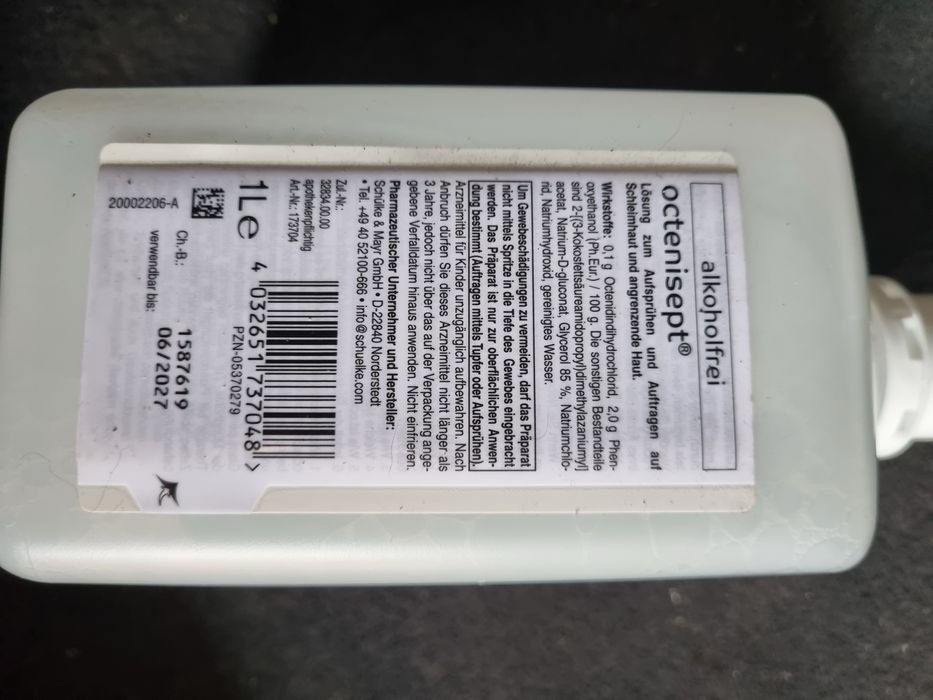 alkoholfrei
octenisept®
Lösung zum Aufsprühen und Auftragen auf
Schleimhaut und angrenzende Haut.
Wirkstoffe: 0,1 g Octenidindihydrochlorid, 2,0 g Phen-
oxyethanol (Ph.Eur.) / 100 g. Die sonstigen Bestandteile
sind 2-[(3-Kokosfettsäureamidopropyl)dimethylazaniumyl]
acetat, Natrium-D-gluconat, Glycerol 85 %, Natriumchlo-
rid, Natriumhydroxid, gereinigtes Wasser.
Um Gewebeschädigungen zu vermeiden, darf das Präparat
nicht mittels Spritze in die Tiefe des Gewebes eingebracht
werden. Das Präparat ist nur zur oberflächlichen Anwen-
dung bestimmt (Auftragen mittels Tupfer oder Aufsprühen).
Arzneimittel für Kinder unzugänglich aufbewahren. Nach
Anbruch dürfen Sie dieses Arzneimittel nicht länger als
3 Jahre, jedoch nicht über das auf der Verpackung ange-
gebene Verfalldatum hinaus anwenden. Nicht einfrieren.
Pharmazeutischer Unternehmer und Hersteller:
Schülke & Mayr GmbH • D-22840 Norderstedt
• Tel. +49 40 52100-666 • info@schuelke.com
Zul.-Nr.:
32834.00.00
apothekenpflichtig
Art.-Nr.: 173704
1 L e
4 032651 737048 >
PZN-05370279
Ch.-B.: 1587619
verwendbar bis: 06/2027
20002206-A